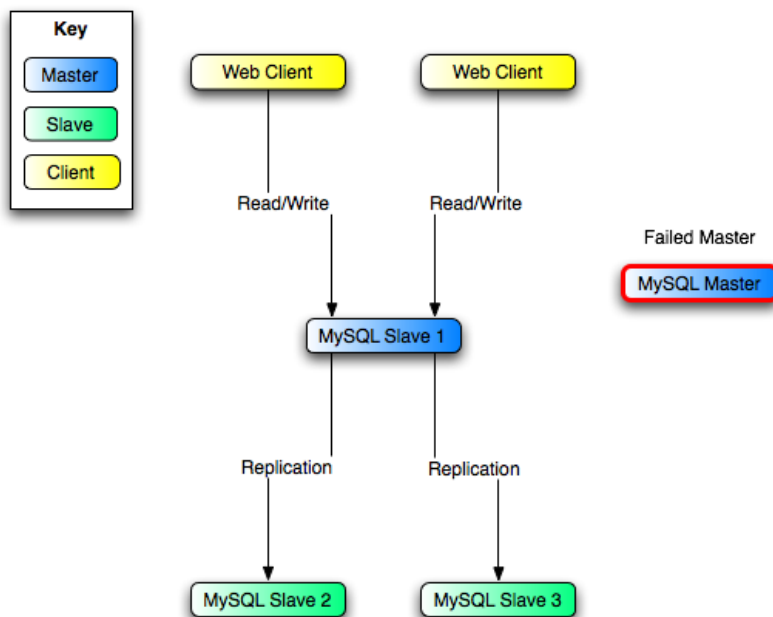 Key
Master
Slave
Client
Web Client
Web Client
Read/Write
Read/Write
Failed Master
MySQL Master
MySQL Slave 1
Replication
Replication
MySQL Slave 2
MySQL Slave 3